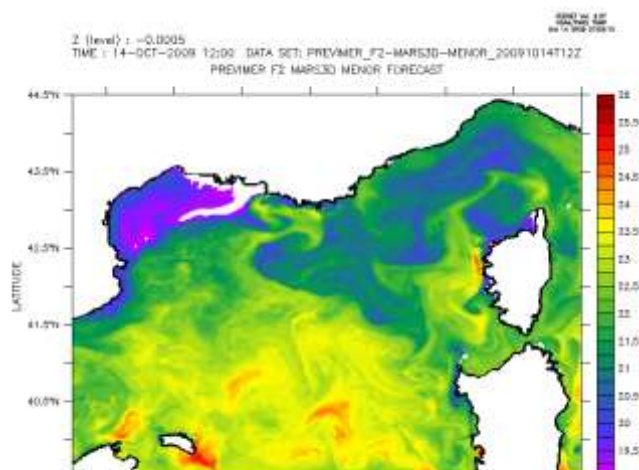 Z (level) : -0.0005
TIME : 14-OCT-2009 12:00 DATA SET: PREVIMER_F2-MARS3D-MENOR_20091014T12Z
PREVIMER F2 MARS3D MENOR FORECAST
44.5°N
43.5°N
42.5°N
41.5°N
40.5°N
LATITUDE
26
25.5
25
24.5
24
23.5
23
22.5
22
21.5
21
20.5
20
19.5